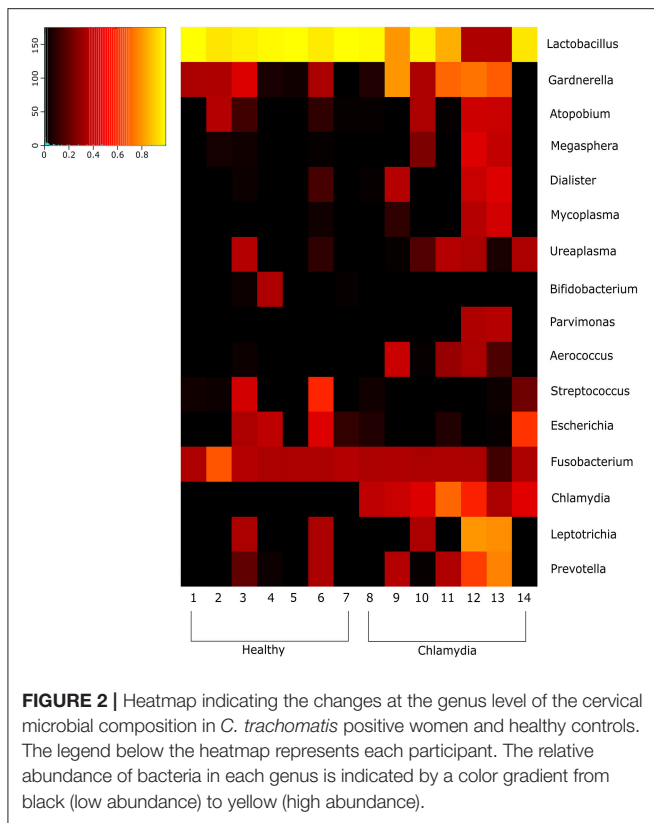 150
100
50
0
0 0.2 0.4 0.6 0.8
Lactobacillus
Gardnerella
Atopobium
Megasphera
Dialister
Mycoplasma
Ureaplasma
Bifidobacterium
Parvimonas
Aerococcus
Streptococcus
Escherichia
Fusobacterium
Chlamydia
Leptotrichia
Prevotella
1 2 3 4 5 6 7 8 9 10 11 12 13 14
Healthy Chlamydia
FIGURE 2 | Heatmap indicating the changes at the genus level of the cervical
microbial composition in C. trachomatis positive women and healthy controls.
The legend below the heatmap represents each participant. The relative
abundance of bacteria in each genus is indicated by a color gradient from
black (low abundance) to yellow (high abundance).